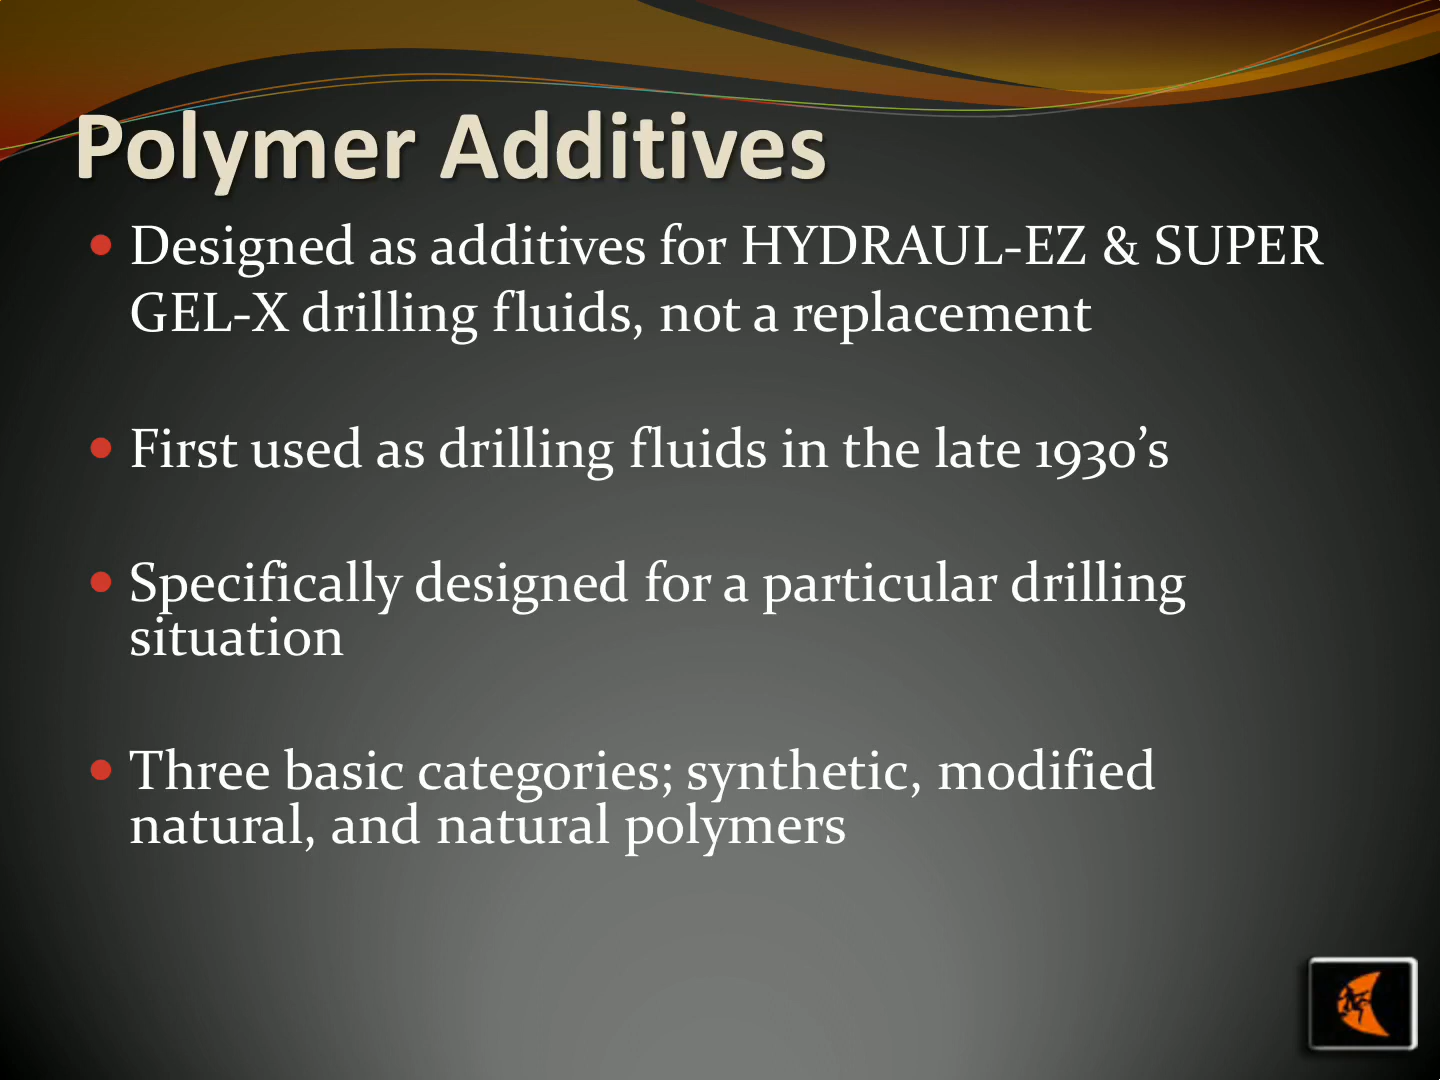 Polymer Additives
Designed as additives for HYDRAUL-EZ & SUPER
GEL-X drilling fluids, not a replacement
First used as drilling fluids in the late 1930’s
Specifically designed for a particular drilling
situation
Three basic categories; synthetic, modified
natural, and natural polymers